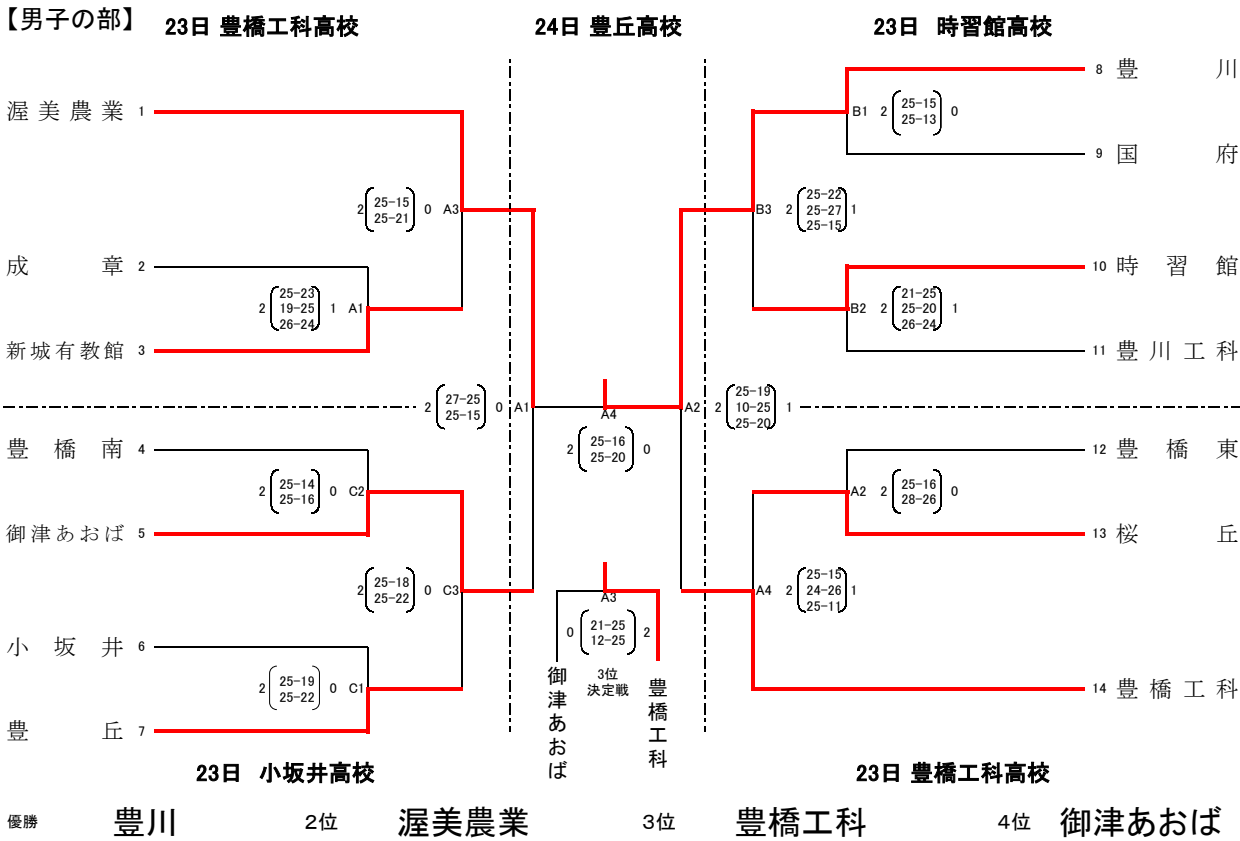 【男子の部】 23日 豊橋工科高校 24日 豊丘高校 23日 時習館高校
8 豊川
渥美農業 1
B1 2 25-15 0
25-13
9 国府
2 25-15 0 A3
25-21
B3 2 25-22 1
25-27
25-15
成章 2
10 時習館
2 25-23 1 A1
19-25
26-24
B2 2 21-25 1
25-20
26-24
新城有教館 3
11 豊川工科
2 27-25 0 A1
25-15
A4
2 25-16 0
25-20
A2 2 25-19 1
10-25
25-20
豊橋南 4
12 豊橋東
2 25-14 0 C2
25-16
A2 2 25-16 0
28-26
御津あおば 5
13 桜丘
2 25-18 0 C3
25-22
A3
0 21-25 2
12-25
A4 2 25-15 1
24-26
25-11
小坂井 6
3位
決定戦
御津あおば
豊橋工科
2 25-19 0 C1
25-22
14 豊橋工科
豊丘 7
23日 小坂井高校 23日 豊橋工科高校
優勝 豊川 2位 渥美農業 3位 豊橋工科 4位 御津あおば